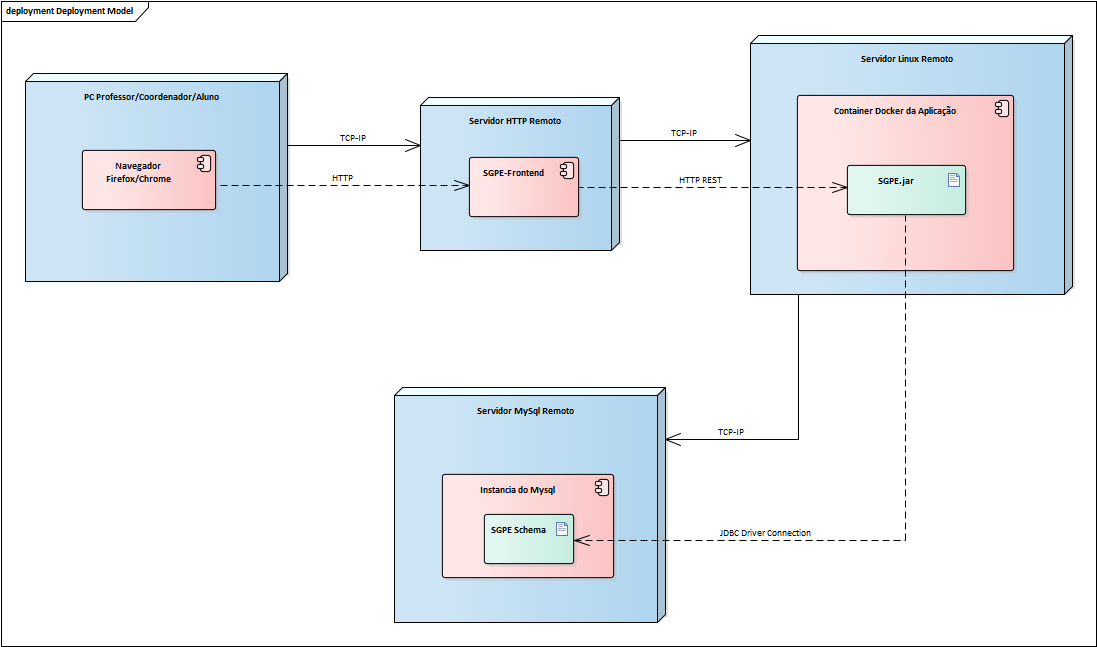 deployment Deployment Model
PC Professor/Coordenador/Aluno
Navegador
Firefox/Chrome
TCP-IP
HTTP
Servidor HTTP Remoto
SGPE-Frontend
TCP-IP
HTTP REST
Servidor Linux Remoto
Container Docker da Aplicação
SGPE.jar
Servidor MySql Remoto
Instancia do Mysql
SGPE Schema
TCP-IP
JDBC Driver Connection